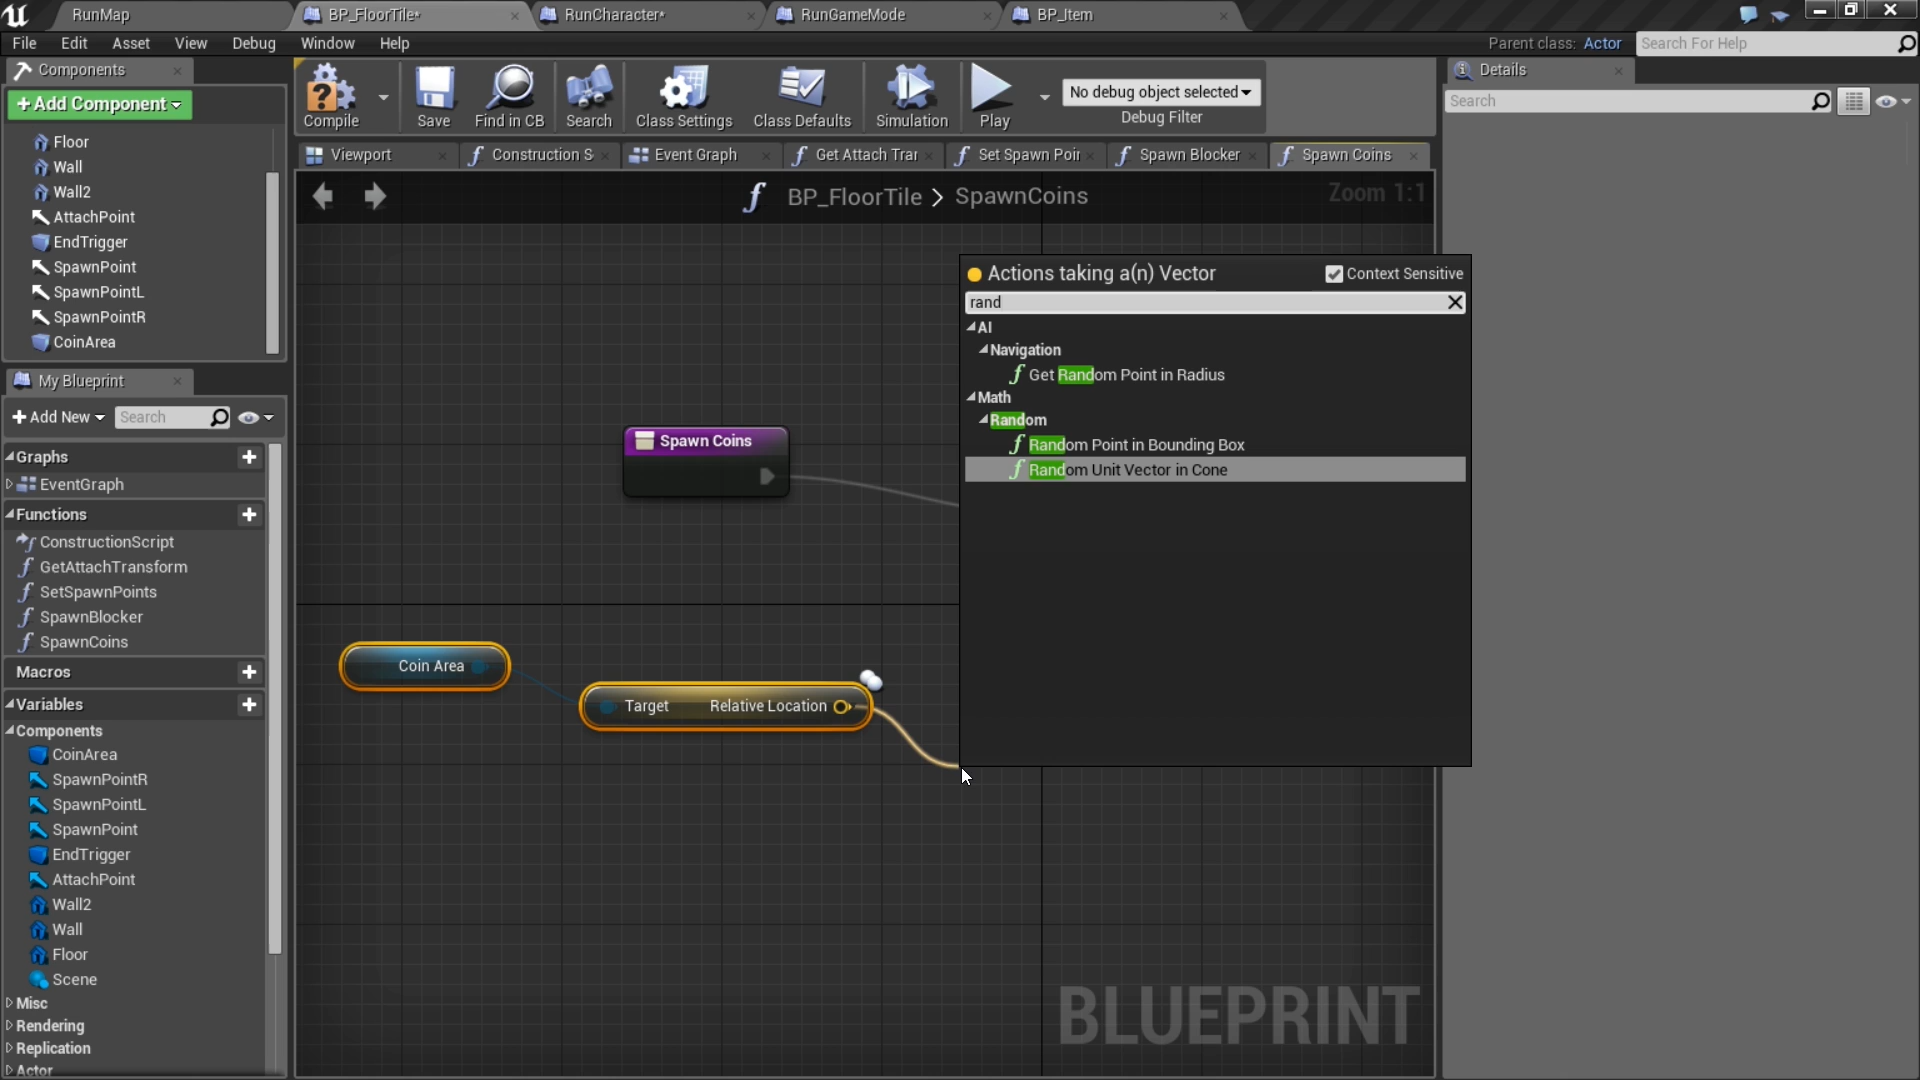 RunMap
BP_FloorTile*
RunCharacter*
RunGameMode
BP_Item
File Edit Asset View Debug Window Help
Parent class: Actor
Search For Help
Components
+Add Component
Floor
Wall
Wall2
AttachPoint
EndTrigger
SpawnPoint
SpawnPointL
SpawnPointR
CoinArea
Compile
Save
Find in CB
Search
Class Settings
Class Defaults
Simulation
Play
No debug object selected
Debug Filter
Details
Search
Viewport
Construction S
Event Graph
Get Attach Trar
Set Spawn Poir
Spawn Blocker
Spawn Coins
BP_FloorTile > SpawnCoins
Zoom 1:1
My Blueprint
+Add New
Search
Graphs
EventGraph
Functions
ConstructionScript
GetAttachTransform
SetSpawnPoints
SpawnBlocker
SpawnCoins
Macros
Variables
Components
CoinArea
SpawnPointR
SpawnPointL
SpawnPoint
EndTrigger
AttachPoint
Wall2
Wall
Floor
Scene
Misc
Rendering
Replication
Actor
Spawn Coins
Coin Area
Target
Relative Location
Actions taking a(n) Vector
Context Sensitive
rand
AI
Navigation
Get Random Point in Radius
Math
Random
Random Point in Bounding Box
Random Unit Vector in Cone
BLUEPRINT